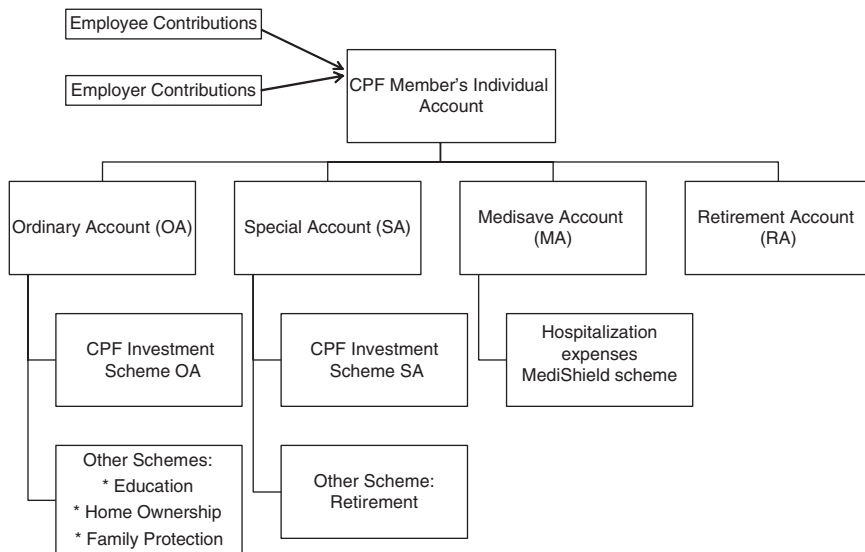 Employee Contributions
Employer Contributions
CPF Member's Individual
Account
Ordinary Account (OA)
Special Account (SA)
Medisave Account
(MA)
Retirement Account
(RA)
CPF Investment
Scheme OA
CPF Investment
Scheme SA
Hospitalization
expenses
MediShield scheme
Other Schemes:
* Education
* Home Ownership
* Family Protection
Other Scheme:
Retirement